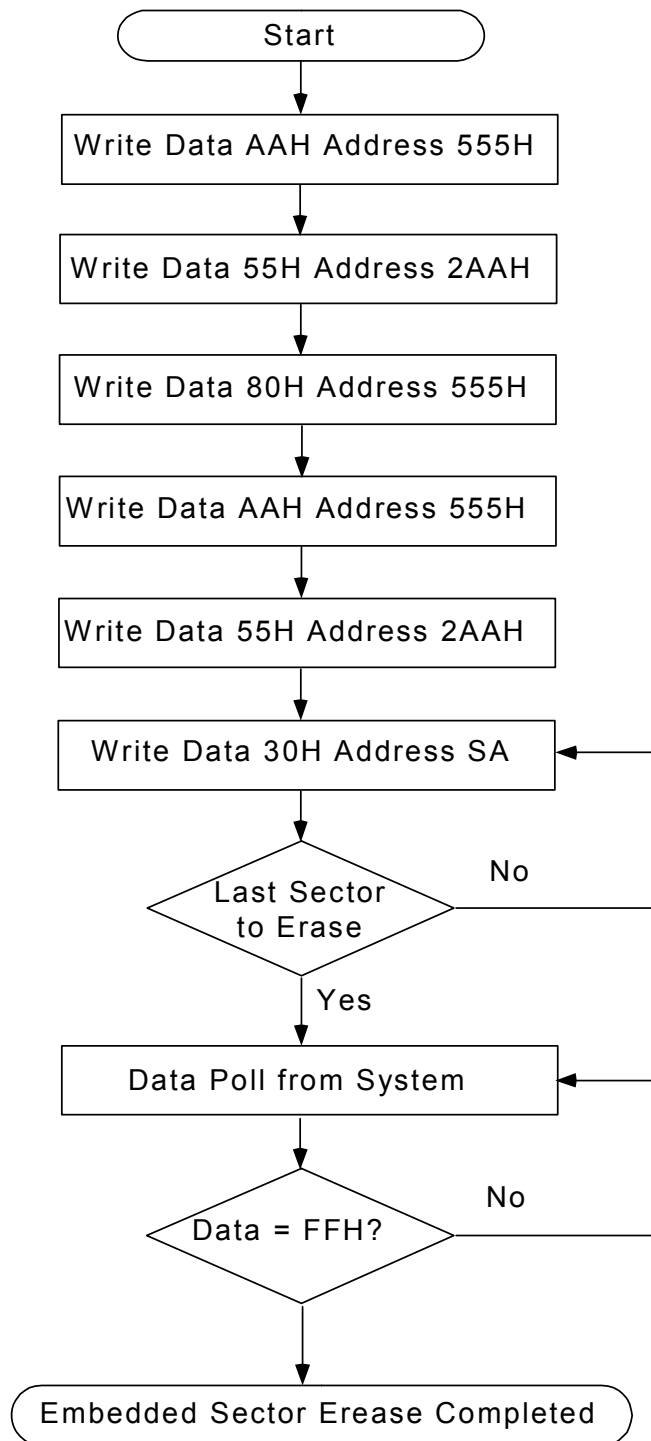 Start
Write Data AAH Address 555H
Write Data 55H Address 2AAH
Write Data 80H Address 555H
Write Data AAH Address 555H
Write Data 55H Address 2AAH
Write Data 30H Address SA
No
Last Sector
to Erase
Yes
Data Poll from System
No
Data = FFH?
Embedded Sector Erease Completed